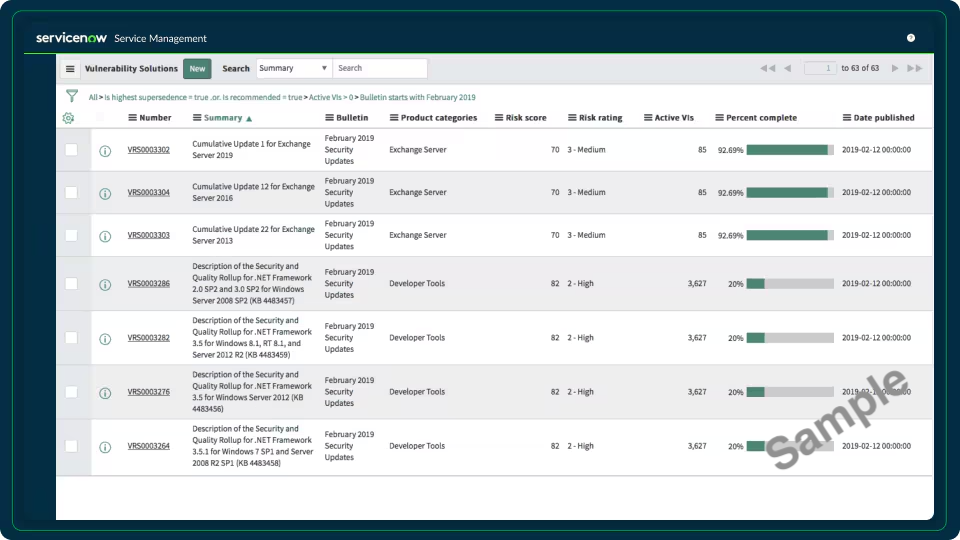 servicenow Service Management
Vulnerability Solutions New Search Summary Search 1 to 63 of 63
All > Is highest supersedence = true .or. Is recommended = true > Active VIs > 0 > Bulletin starts with February 2019
Number Summary Bulletin Product categories Risk score Risk rating Active VIs Percent complete Date published
VRS0003302 Cumulative Update 1 for Exchange Server 2019 February 2019 Security Updates Exchange Server 70 3 - Medium 85 92.69% 2019-02-12 00:00:00
VRS0003304 Cumulative Update 12 for Exchange Server 2016 February 2019 Security Updates Exchange Server 70 3 - Medium 85 92.69% 2019-02-12 00:00:00
VRS0003303 Cumulative Update 22 for Exchange Server 2013 February 2019 Security Updates Exchange Server 70 3 - Medium 85 92.69% 2019-02-12 00:00:00
VRS0003286 Description of the Security and Quality Rollup for .NET Framework 2.0 SP2 and 3.0 SP2 for Windows Server 2008 SP2 (KB 4483457) February 2019 Security Updates Developer Tools 82 2 - High 3,627 20% 2019-02-12 00:00:00
VRS0003282 Description of the Security and Quality Rollup for .NET Framework 3.5 for Windows 8.1, RT 8.1, and Server 2012 R2 (KB 4483459) February 2019 Security Updates Developer Tools 82 2 - High 3,627 20% 2019-02-12 00:00:00
VRS0003276 Description of the Security and Quality Rollup for .NET Framework 3.5 for Windows Server 2012 (KB 4483456) February 2019 Security Updates Developer Tools 82 2 - High 3,627 20%
VRS0003264 Description of the Security and Quality Rollup for .NET Framework 3.5.1 for Windows 7 SP1 and Server 2008 R2 SP1 (KB 4483458) February 2019 Security Updates Developer Tools 82 2 - High 3,627 20% 2019-02-12 00:00:00
Sample